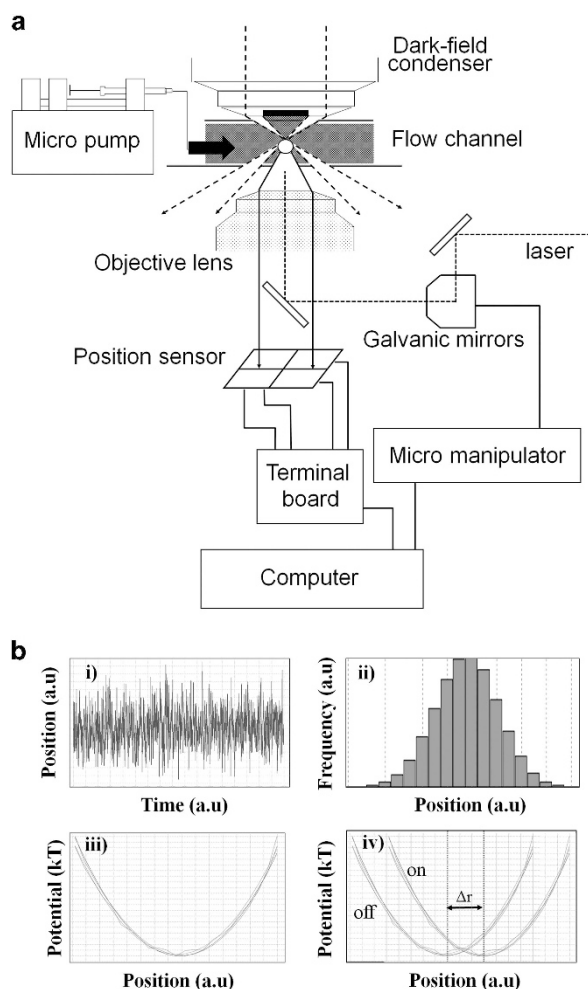 a
Dark-field
condenser
Micro pump
Flow channel
Objective lens
laser
Galvanic mirrors
Position sensor
Terminal
board
Micro manipulator
Computer
b
i)
Position (a.u)
Time (a.u)
ii)
Frequency (a.u)
Position (a.u)
iii)
Potential (kT)
Position (a.u)
iv)
on
off
Δr
Potential (kT)
Position (a.u)